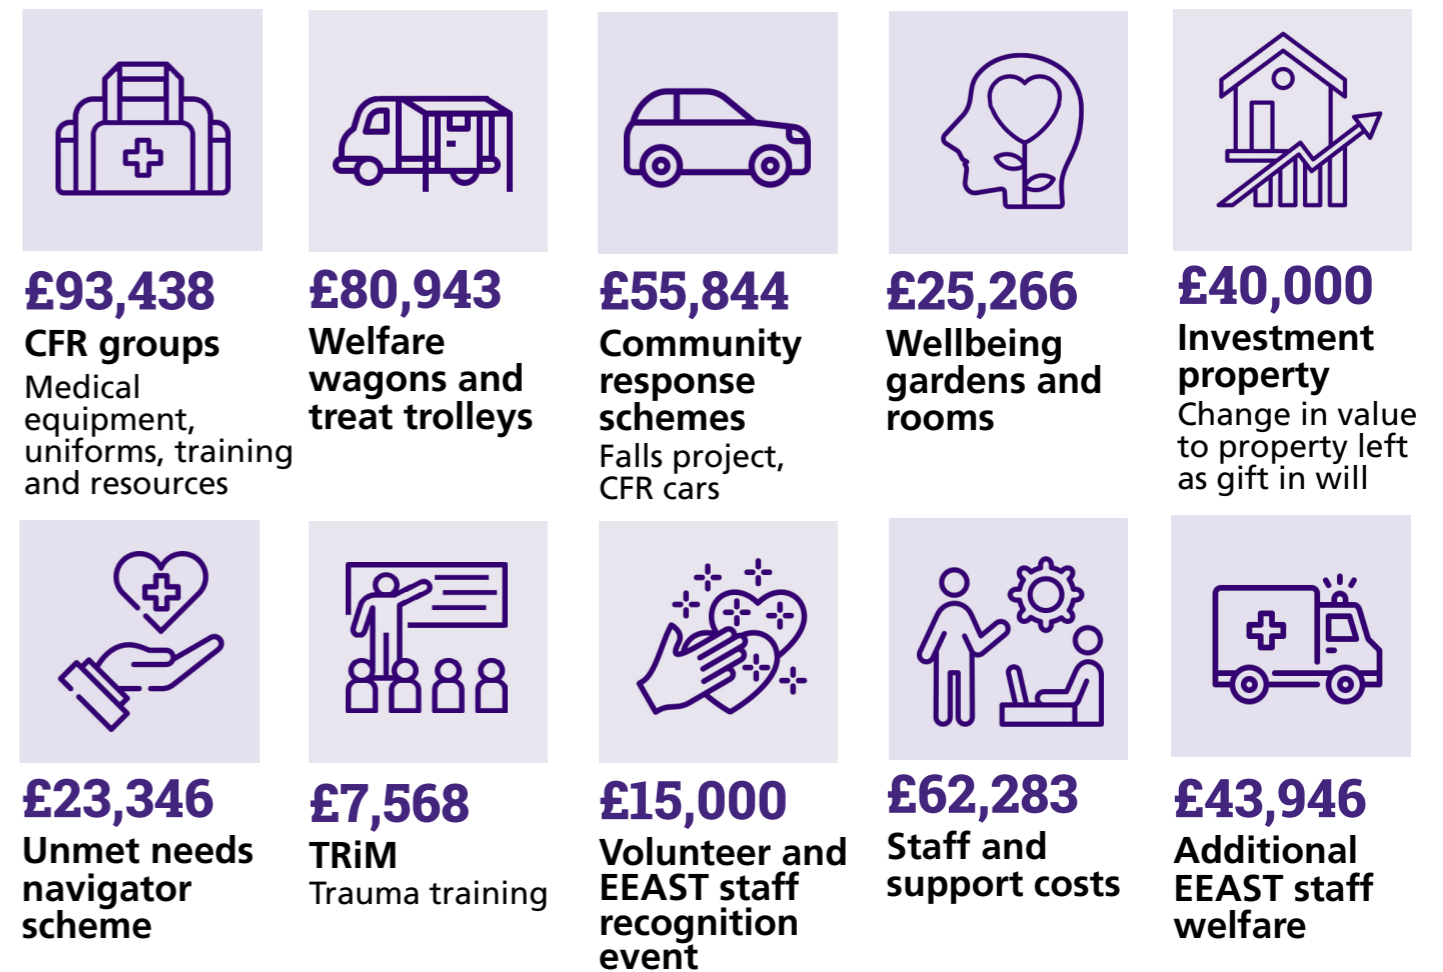 £93,438
CFR groups
Medical
equipment,
uniforms, training
and resources
£80,943
Welfare
wagons and
treat trolleys
£55,844
Community
response
schemes
Falls project,
CFR cars
£25,266
Wellbeing
gardens and
rooms
£40,000
Investment
property
Change in value
to property left
as gift in will
£23,346
Unmet needs
navigator
scheme
£7,568
TRiM
Trauma training
£15,000
Volunteer and
EEAST staff
recognition
event
£62,283
Staff and
support costs
£43,946
Additional
EEAST staff
welfare